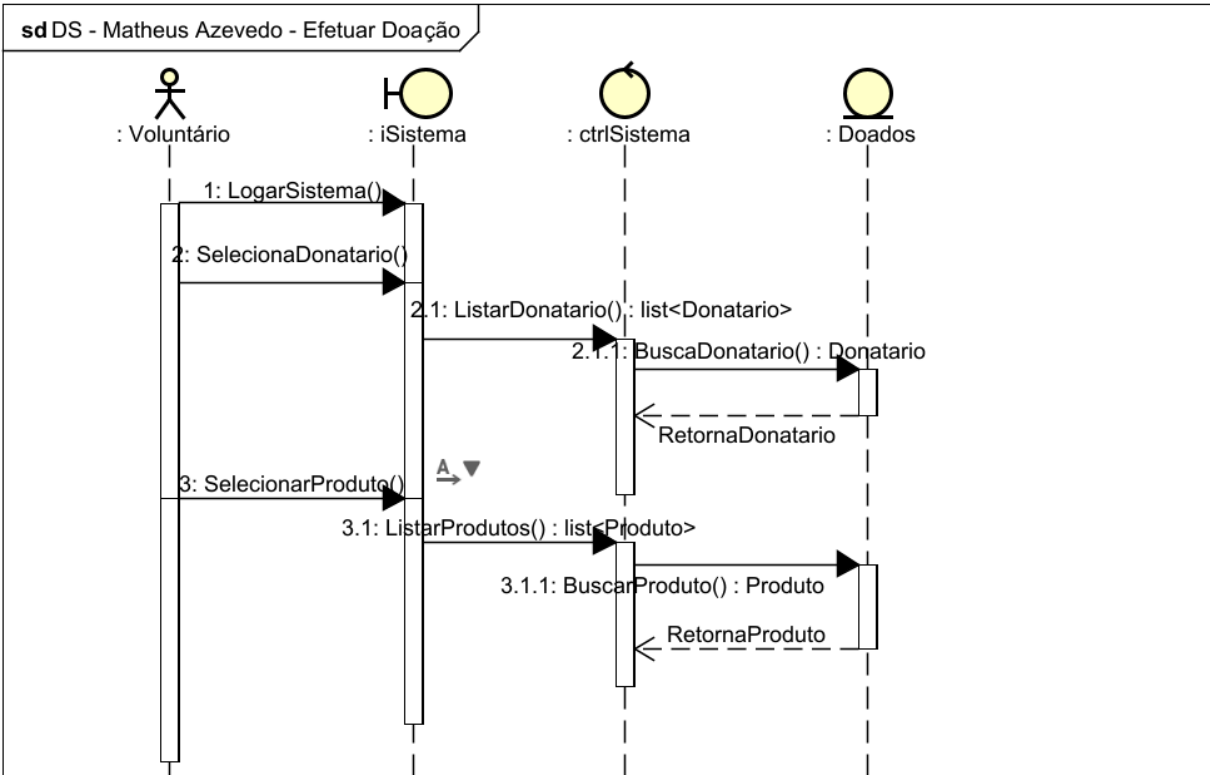 sd DS - Matheus Azevedo - Efetuar Doação
: Voluntário
: iSistema
: ctrlSistema
: Doados
1: LogarSistema()
2: SelecionaDonatario()
2.1: ListarDonatario() : list<Donatario>
2.1.1: BuscaDonatario() : Donatario
RetornaDonatario
A
3: SelecionarProduto()
3.1: ListarProdutos() : list<Produto>
3.1.1: BuscarProduto() : Produto
RetornaProduto